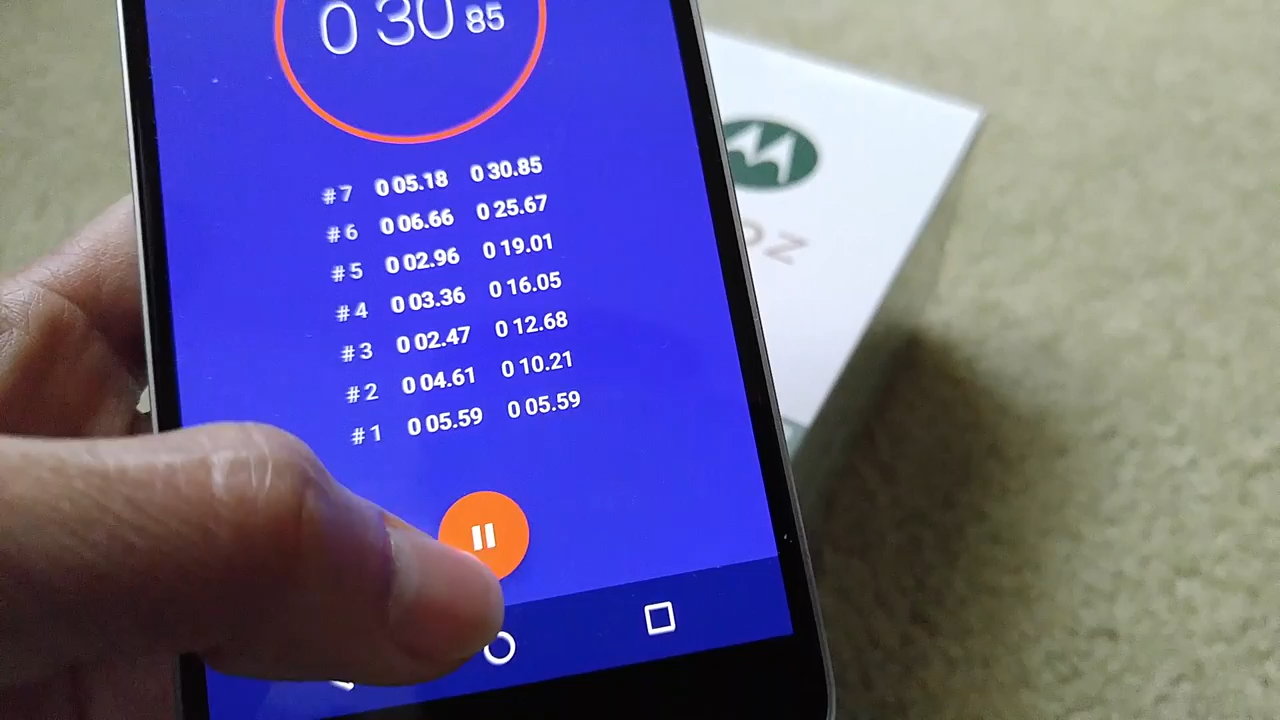 0 30 85
#7 0 05.18 0 30.85
#6 0 06.66 0 25.67
#5 0 02.96 0 19.01
#4 0 03.36 0 16.05
#3 0 02.47 0 12.68
#2 0 04.61 0 10.21
#1 0 05.59 0 05.59